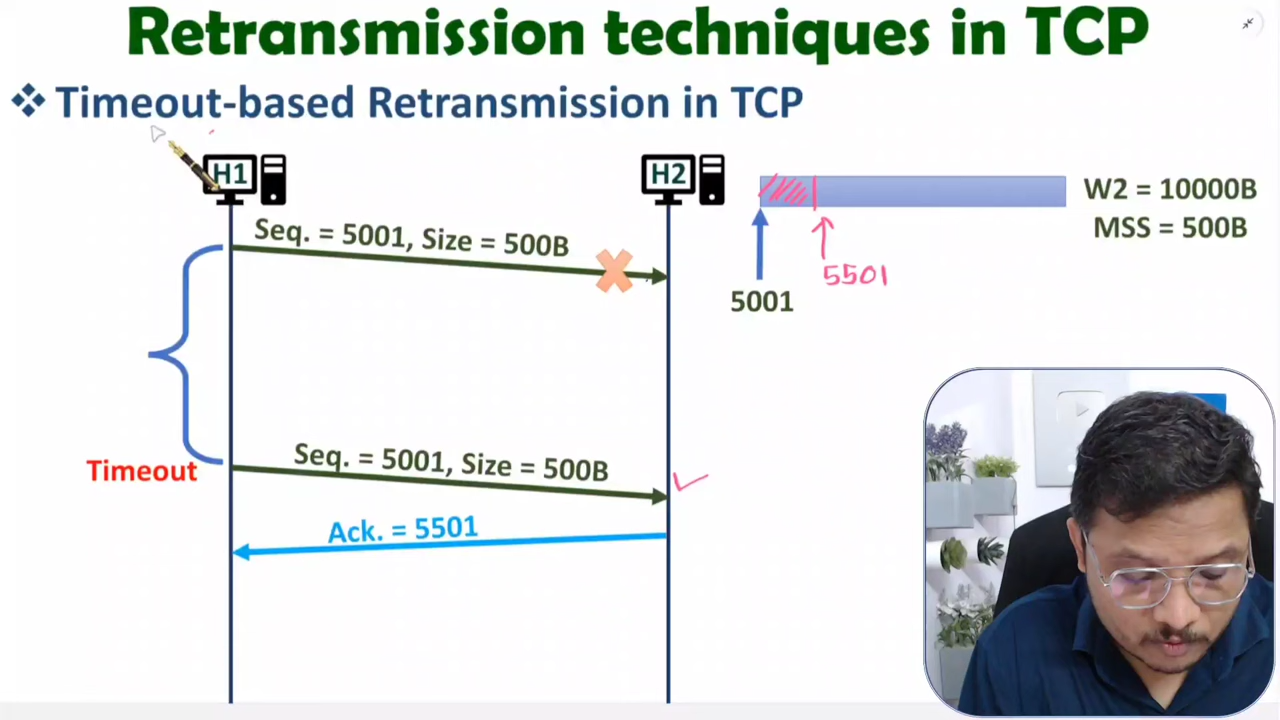 Retransmission techniques in TCP
❖ Timeout-based Retransmission in TCP
H1
H2
W2 = 10000B
MSS = 500B
Seq. = 5001, Size = 500B
5501
5001
Timeout
Seq. = 5001, Size = 500B
Ack. = 5501